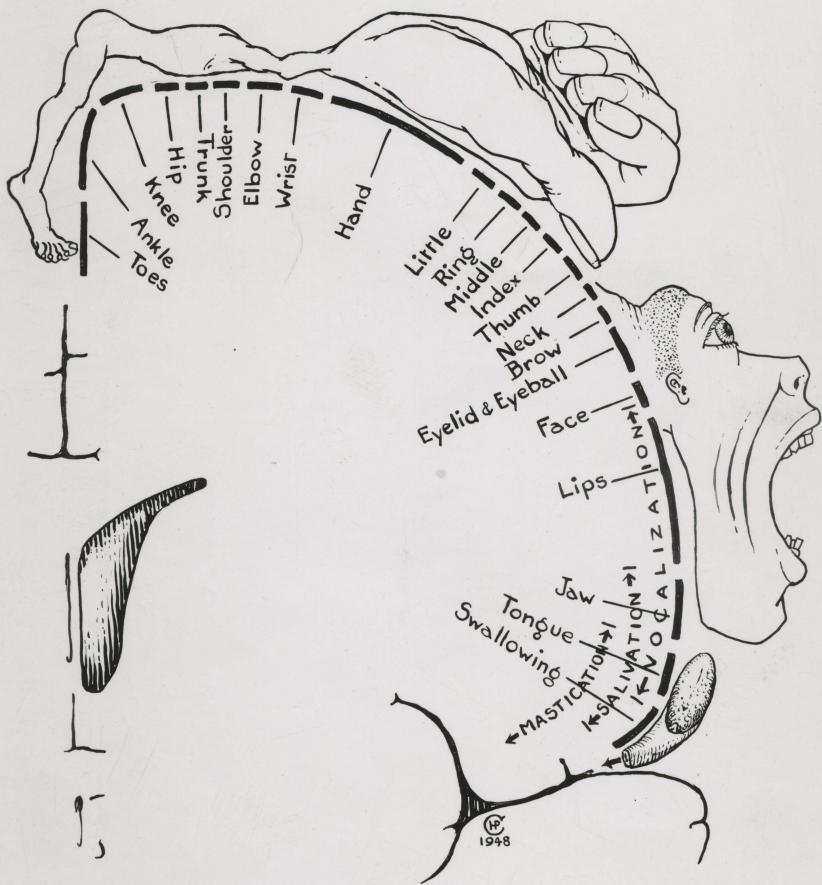 Toes
Ankle
Knee
Hip
Trunk
Shoulder
Elbow
Wrist
Hand
Little
Ring
Middle
Index
Thumb
Neck
Brow
Eyelid & Eyeball
Face
Lips
Jaw
Tongue
Swallowing
VOCALIZATION
SALIVATION
MASTICATION
HP
1948